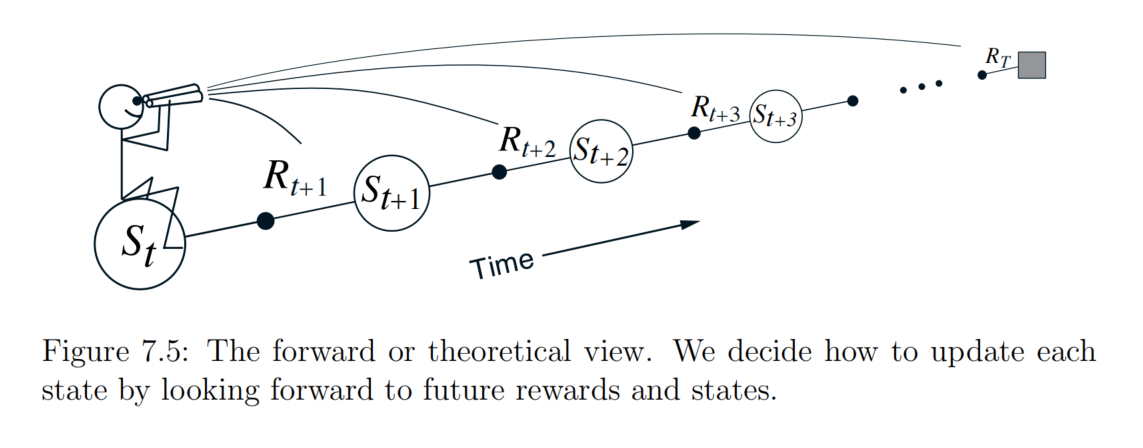 R_T
R_{t+3} S_{t+3}
R_{t+2} S_{t+2}
R_{t+1} S_{t+1}
S_t
Time
Figure 7.5: The forward or theoretical view. We decide how to update each
state by looking forward to future rewards and states.